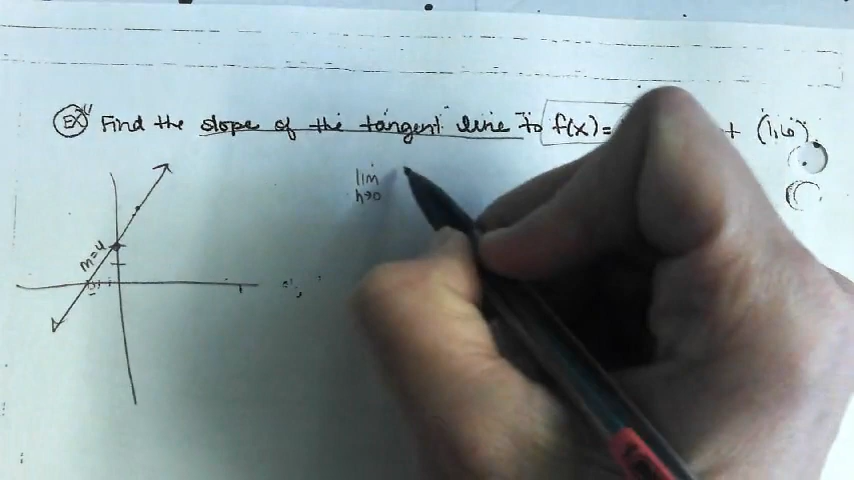 EX Find the slope of the tangent line to f(x)= (1,6).
lim
h→0
m=4